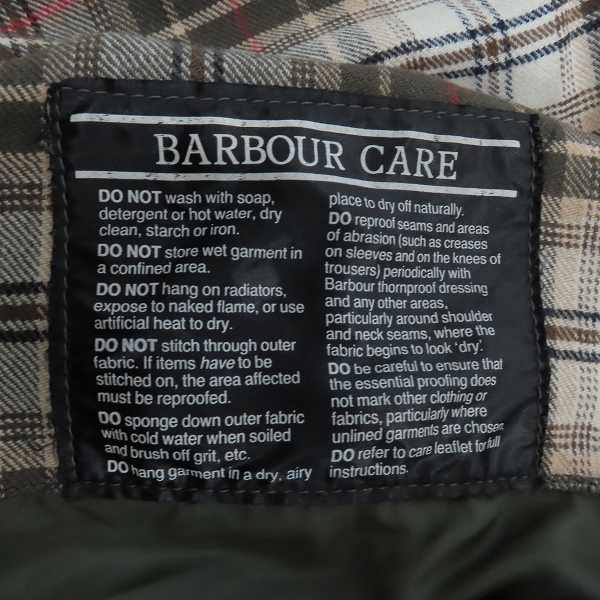 BARBOUR CARE
DO NOT wash with soap,
detergent or hot water, dry
clean, starch or iron.
DO NOT store wet garment in
a confined area.
DO NOT hang on radiators,
expose to naked flame, or use
artificial heat to dry.
DO NOT stitch through outer
fabric. If items have to be
stitched on, the area affected
must be reproofed.
DO sponge down outer fabric
with cold water when soiled
and brush off grit, etc.
DO hang garment in a dry, airy
place to dry off naturally.
DO reproof seams and areas
of abrasion (such as creases
on sleeves and on the knees of
trousers) periodically with
Barbour thornproof dressing
and any other areas,
particularly around shoulder
and neck seams, where the
fabric begins to look 'dry'.
DO be careful to ensure that
the essential proofing does
not mark other clothing or
fabrics, particularly where
unlined garments are chosen.
DO refer to care leaflet for full
instructions.